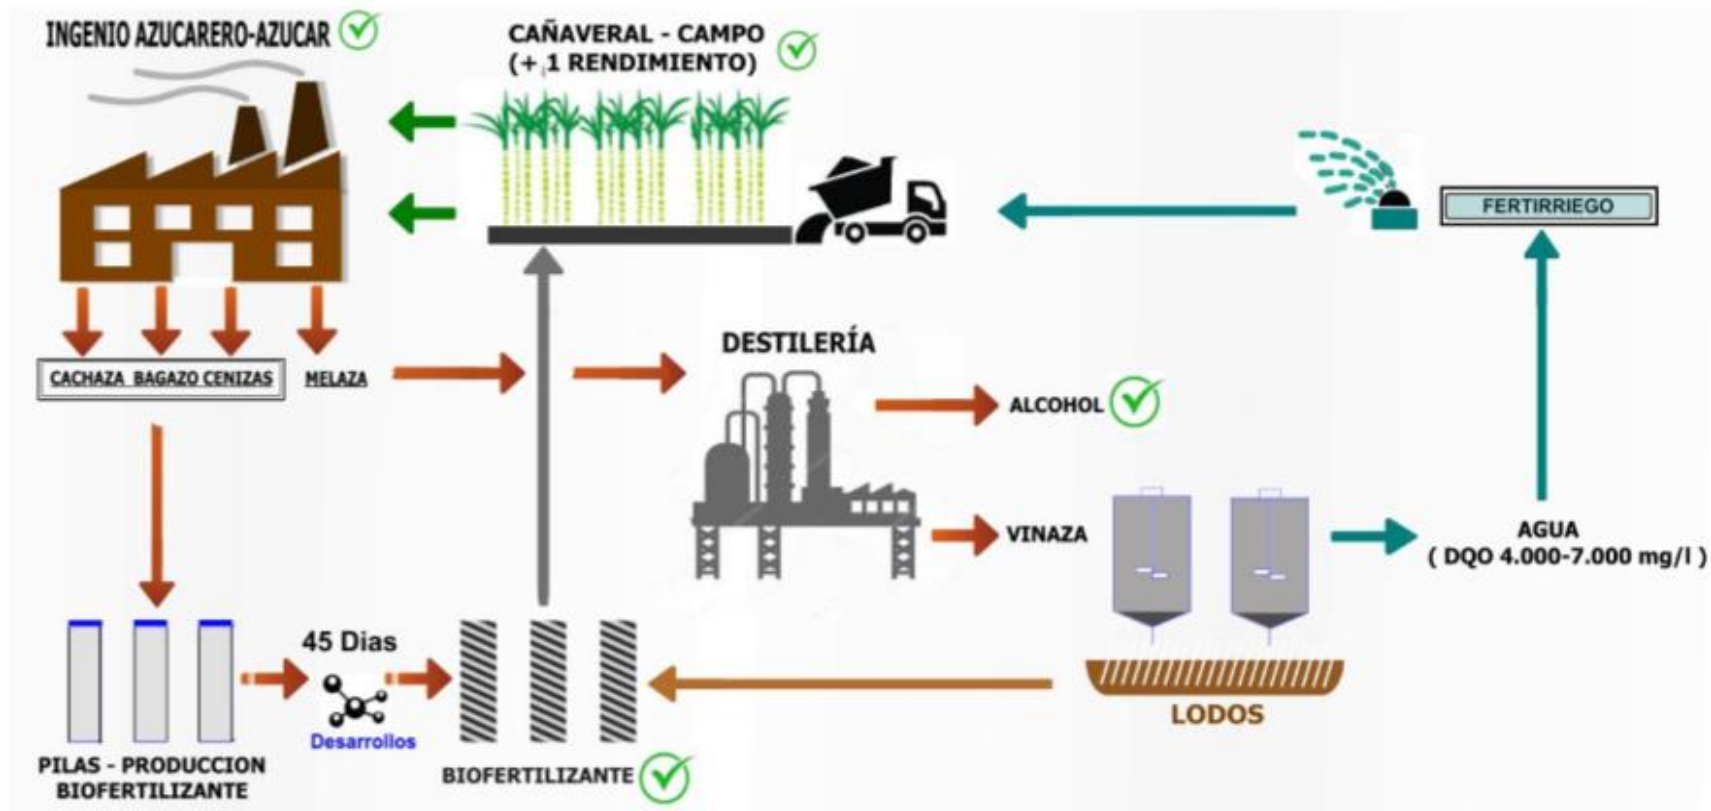 INGENIO AZUCARERO-AZUCAR
CAÑAVERAL - CAMPO
(+ 1 RENDIMIENTO)
FERTIRRIEGO
CACHAZA BAGAZO CENIZAS
MELAZA
DESTILERÍA
ALCOHOL
VINAZA
AGUA
( DQO 4.000-7.000 mg/l )
LODOS
45 Dias
Desarrollos
PILAS - PRODUCCION
BIOFERTILIZANTE
BIOFERTILIZANTE